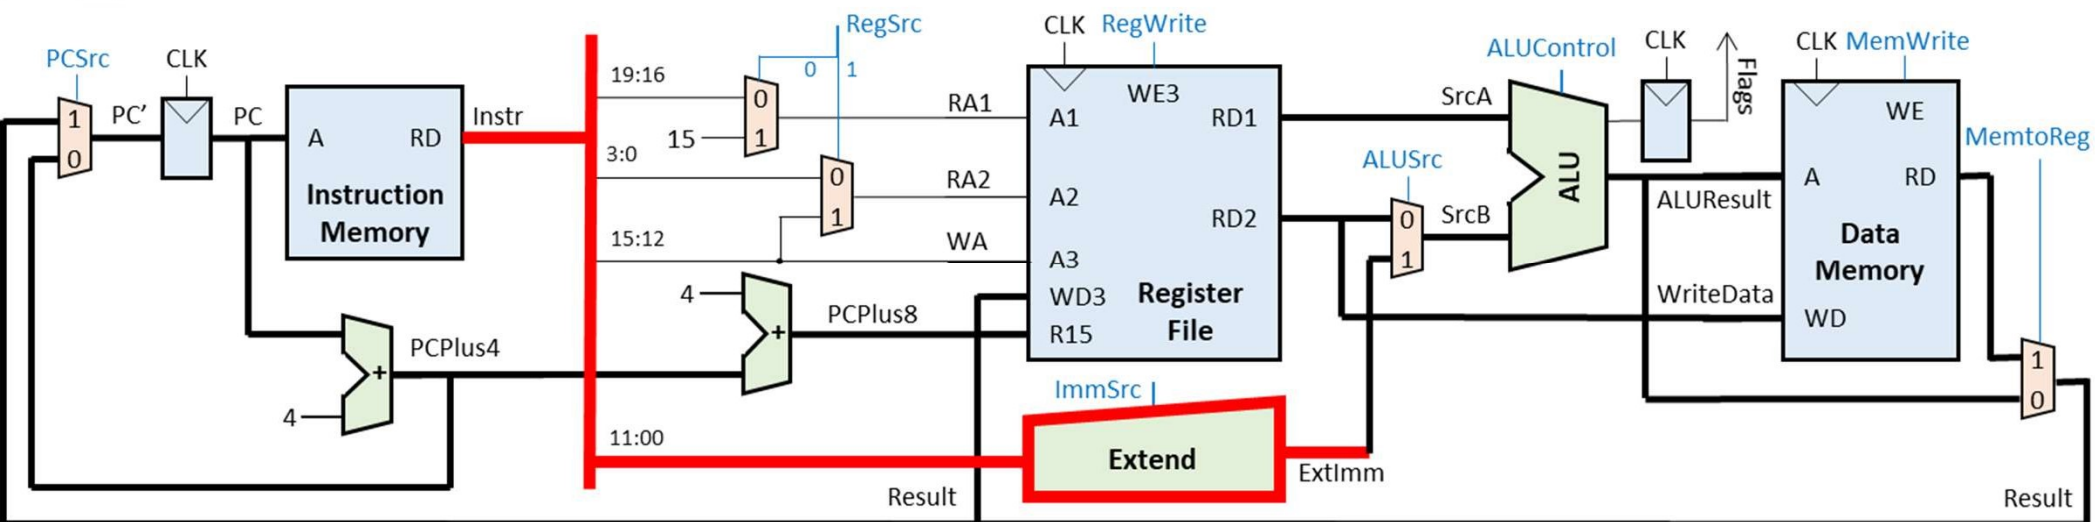 PCSrc
1
0
PC’
CLK
PC
A
RD
Instruction
Memory
Instr
4
+
PCPlus4
19:16
15
3:0
15:12
11:00
RegSrc
0
1
0
1
0
1
RA1
RA2
WA
4
+
PCPlus8
CLK
RegWrite
WE3
A1
RD1
A2
RD2
A3
WD3
R15
Register
File
ImmSrc
Extend
ExtImm
Result
SrcA
ALUSrc
0
1
SrcB
ALUControl
ALU
CLK
Flags
ALUResult
WriteData
CLK
MemWrite
WE
A
RD
Data
Memory
WD
MemtoReg
1
0
Result